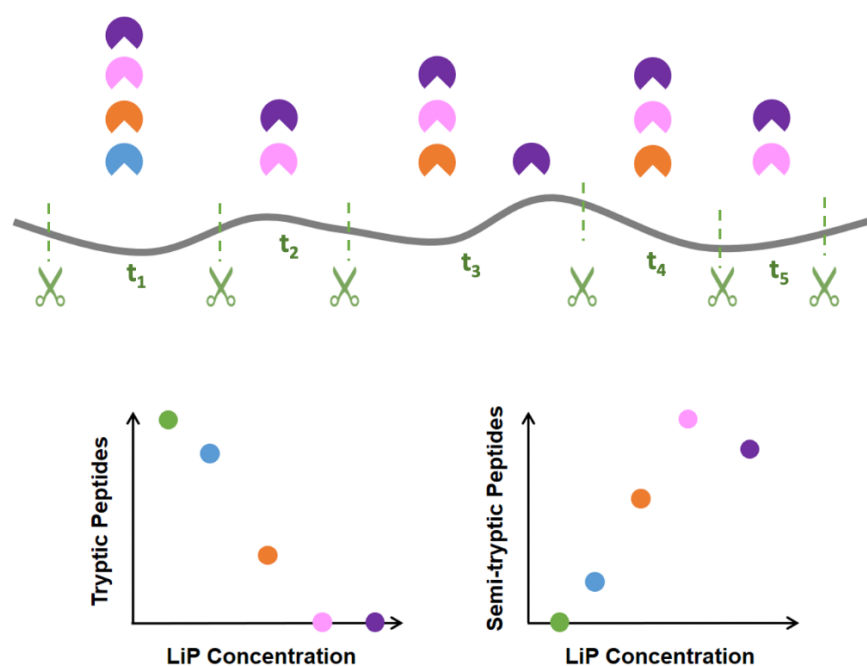 t1
t2
t3
t4
t5
Tryptic Peptides
LiP Concentration
Semi-tryptic Peptides
LiP Concentration